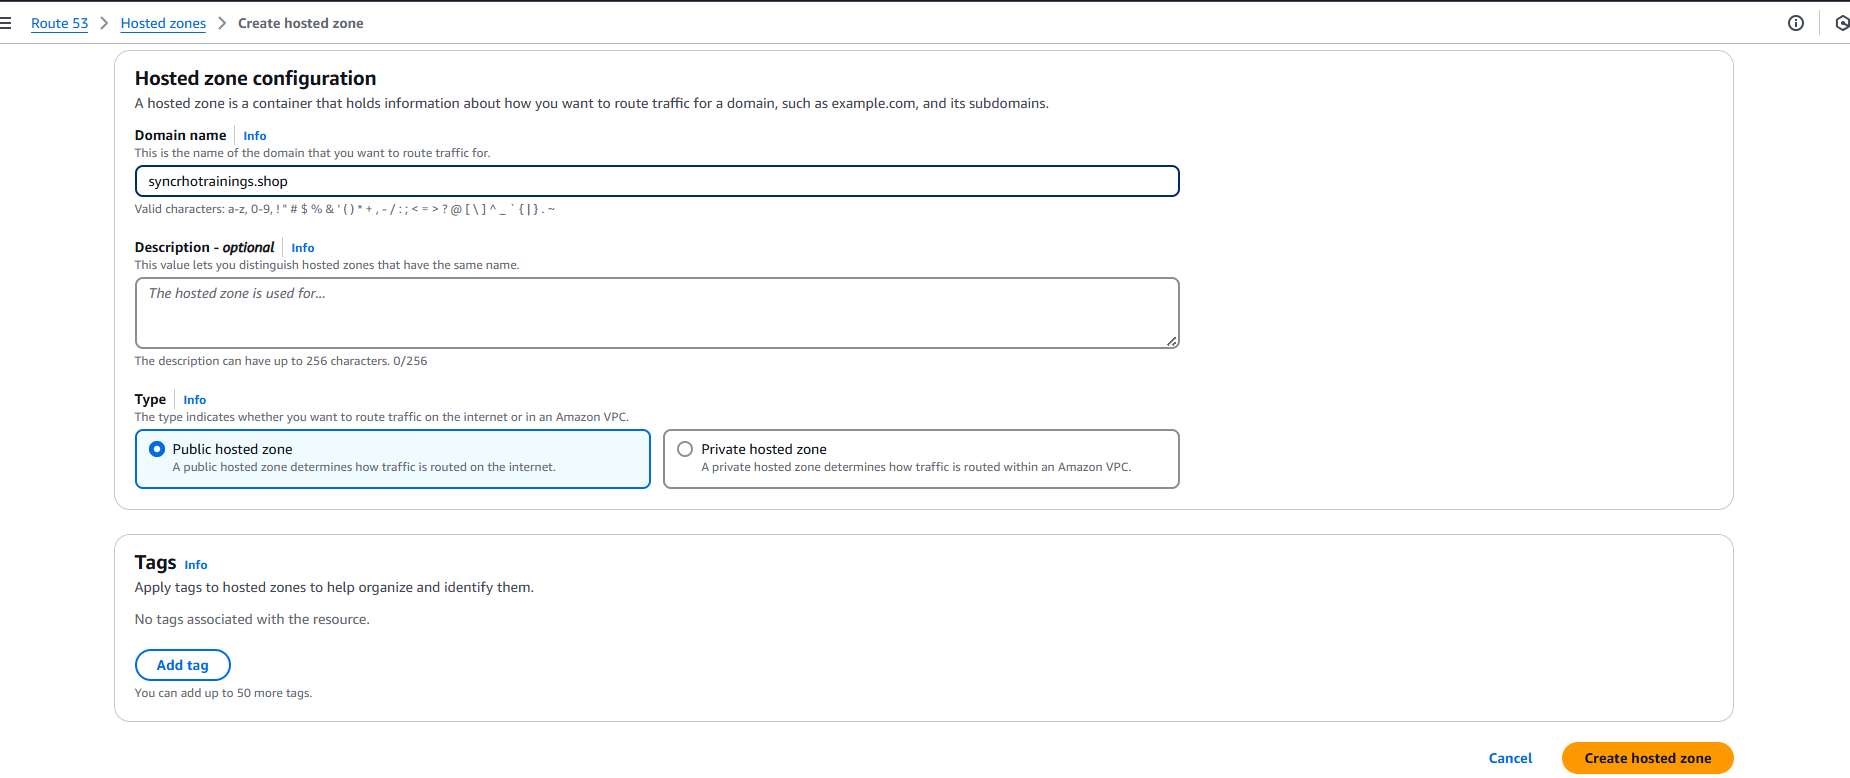 Route 53 > Hosted zones > Create hosted zone
Hosted zone configuration
A hosted zone is a container that holds information about how you want to route traffic for a domain, such as example.com, and its subdomains.
Domain name Info
This is the name of the domain that you want to route traffic for.
syncrhotrainings.shop
Valid characters: a-z, 0-9, ! " # $ % & ' ( ) * + , - / : ; < = > ? @ [ \ ] ^ _ ` { | } . ~
Description - optional Info
This value lets you distinguish hosted zones that have the same name.
The hosted zone is used for...
The description can have up to 256 characters. 0/256
Type Info
The type indicates whether you want to route traffic on the internet or in an Amazon VPC.
Public hosted zone
A public hosted zone determines how traffic is routed on the internet.
Private hosted zone
A private hosted zone determines how traffic is routed within an Amazon VPC.
Tags Info
Apply tags to hosted zones to help organize and identify them.
No tags associated with the resource.
Add tag
You can add up to 50 more tags.
Cancel Create hosted zone